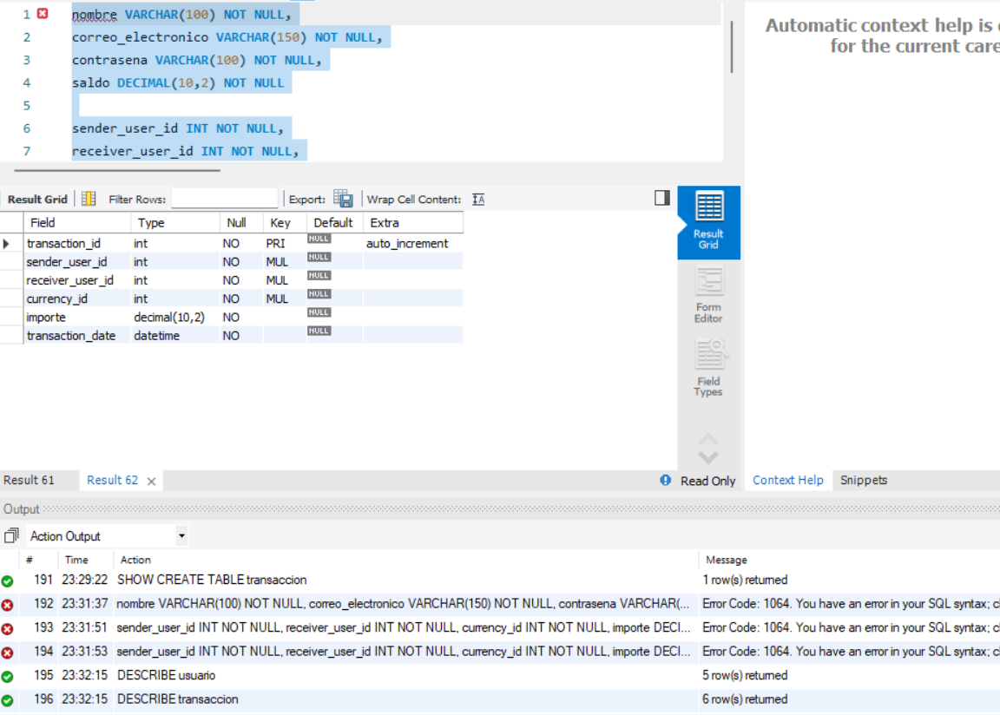 1 nombre VARCHAR(100) NOT NULL,
2 correo_electronico VARCHAR(150) NOT NULL,
3 contrasena VARCHAR(100) NOT NULL,
4 saldo DECIMAL(10,2) NOT NULL
5
6 sender_user_id INT NOT NULL,
7 receiver_user_id INT NOT NULL,
Automatic context help is
for the current care
Result Grid Filter Rows: Export: Wrap Cell Content: IA
Field Type Null Key Default Extra
transaction_id int NO PRI NULL auto_increment
sender_user_id int NO MUL NULL
receiver_user_id int NO MUL NULL
currency_id int NO MUL NULL
importe decimal(10,2) NO NULL
transaction_date datetime NO NULL
Result
Grid
Form
Editor
Field
Types
Result 61 Result 62 Read Only Context Help Snippets
Output
Action Output
# Time Action Message
191 23:29:22 SHOW CREATE TABLE transaccion 1 row(s) returned
192 23:31:37 nombre VARCHAR(100) NOT NULL, correo_electronico VARCHAR(150) NOT NULL, contrasena VARCHAR(... Error Code: 1064. You have an error in your SQL syntax; c
193 23:31:51 sender_user_id INT NOT NULL, receiver_user_id INT NOT NULL, currency_id INT NOT NULL, importe DECI... Error Code: 1064. You have an error in your SQL syntax; c
194 23:31:53 sender_user_id INT NOT NULL, receiver_user_id INT NOT NULL, currency_id INT NOT NULL, importe DECI... Error Code: 1064. You have an error in your SQL syntax; c
195 23:32:15 DESCRIBE usuario 5 row(s) returned
196 23:32:15 DESCRIBE transaccion 6 row(s) returned